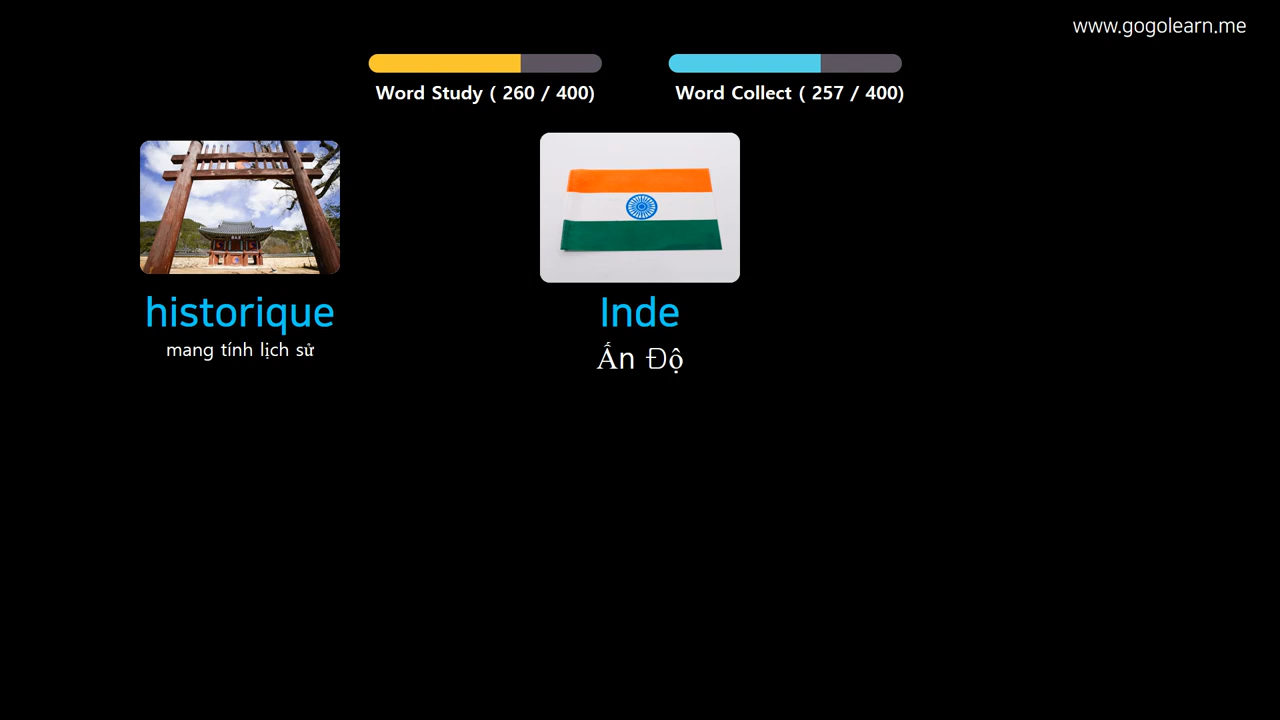 www.gogolearn.me
Word Study ( 260 / 400)
Word Collect ( 257 / 400)
historique
mang tính lịch sử
Inde
Ấn Độ